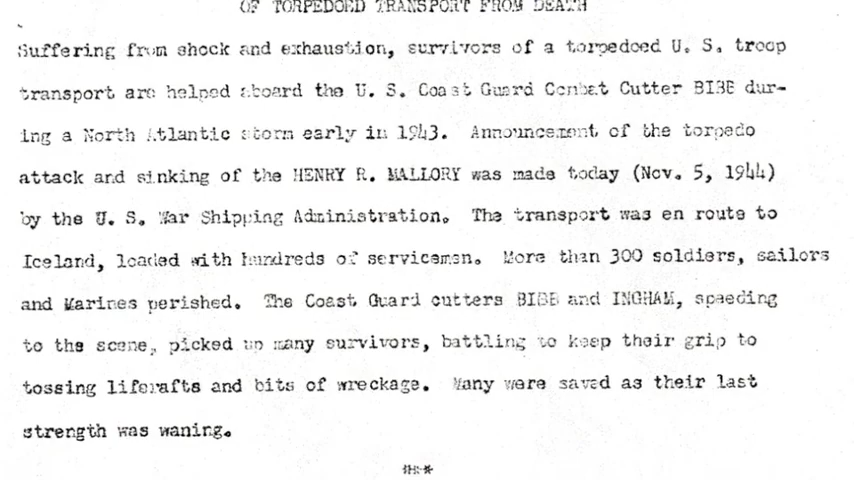 OF TORPEDOED TRANSPORT FROM DEATH
Suffering from shock and exhaustion, survivors of a torpedoed U. S. troop
transport are helped aboard the U. S. Coast Guard Combat Cutter BIBB dur-
ing a North Atlantic storm early in 1943. Announcement of the torpedo
attack and sinking of the HENRY R. MALLORY was made today (Nov. 5, 1944)
by the U. S. War Shipping Administration. The transport was en route to
Iceland, loaded with hundreds of servicemen. More than 300 soldiers, sailors
and Marines perished. The Coast Guard cutters BIBB and INGHAM, speeding
to the scene, picked up many survivors, battling to keep their grip to
tossing liferafts and bits of wreckage. Many were saved as their last
strength was waning.
***